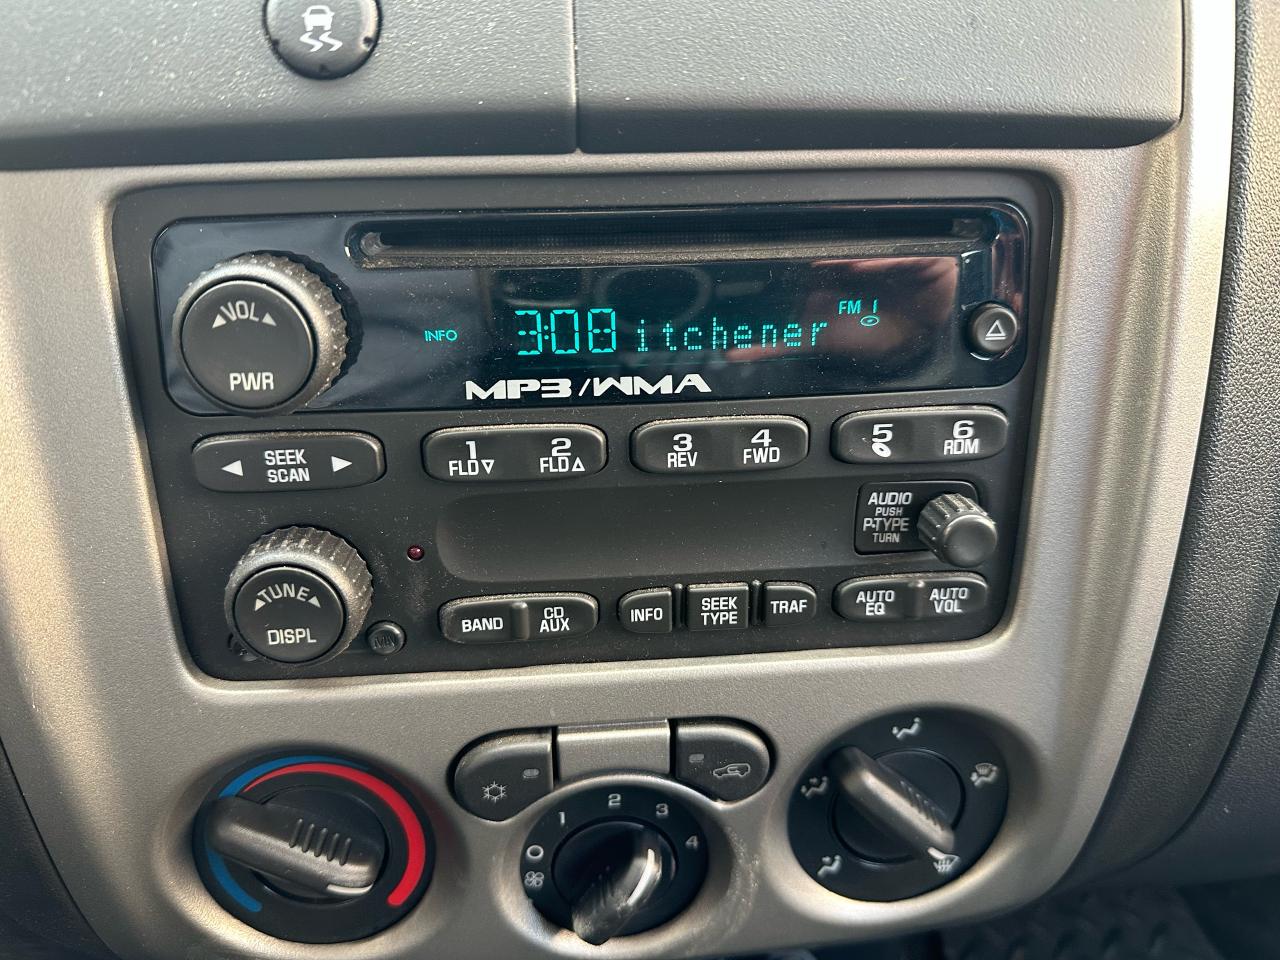 VOL
PWR
INFO 3:08 itchener FM 1
MP3/WMA
SEEK
SCAN
1
FLD
2
FLD
3
REV
4
FWD
5
6
RDM
AUDIO
PUSH
P-TYPE
TURN
TUNE
DISPL
BAND
CD
AUX
INFO
SEEK
TYPE
TRAF
AUTO
EQ
AUTO
VOL
1 2 3 4